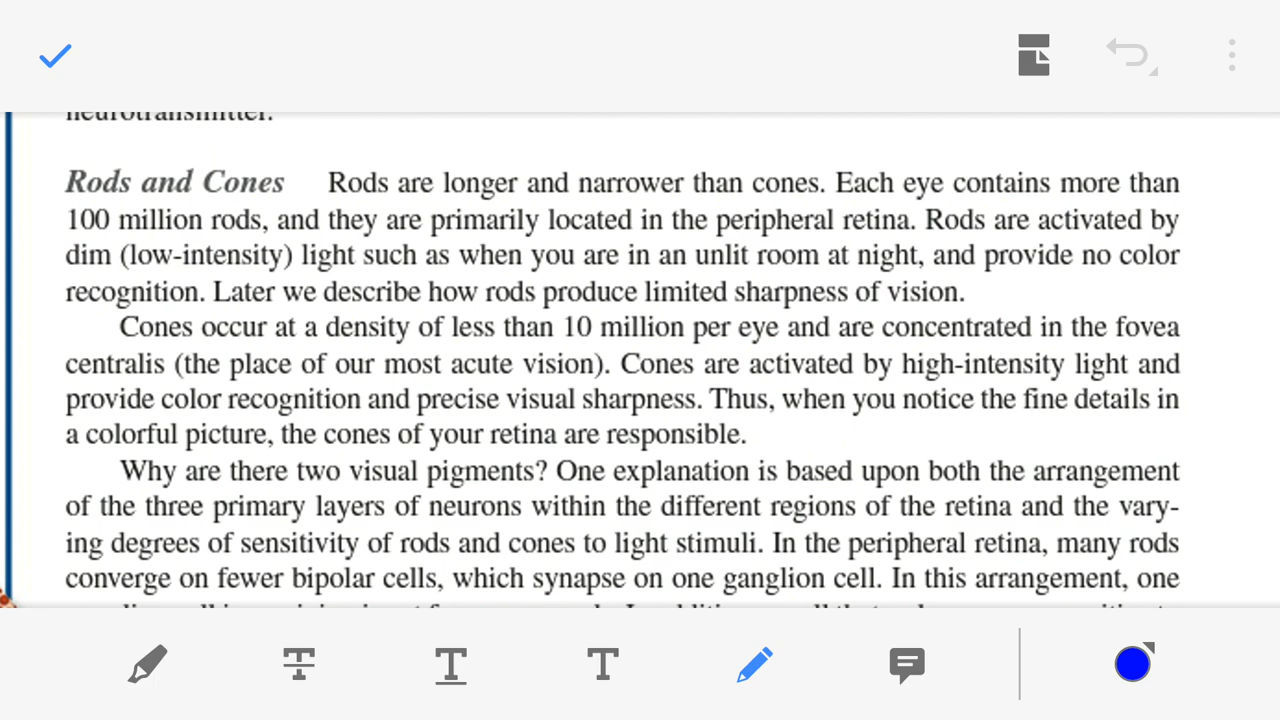 neurotransmitter.
Rods and Cones Rods are longer and narrower than cones. Each eye contains more than
100 million rods, and they are primarily located in the peripheral retina. Rods are activated by
dim (low-intensity) light such as when you are in an unlit room at night, and provide no color
recognition. Later we describe how rods produce limited sharpness of vision.
Cones occur at a density of less than 10 million per eye and are concentrated in the fovea
centralis (the place of our most acute vision). Cones are activated by high-intensity light and
provide color recognition and precise visual sharpness. Thus, when you notice the fine details in
a colorful picture, the cones of your retina are responsible.
Why are there two visual pigments? One explanation is based upon both the arrangement
of the three primary layers of neurons within the different regions of the retina and the vary-
ing degrees of sensitivity of rods and cones to light stimuli. In the peripheral retina, many rods
converge on fewer bipolar cells, which synapse on one ganglion cell. In this arrangement, one